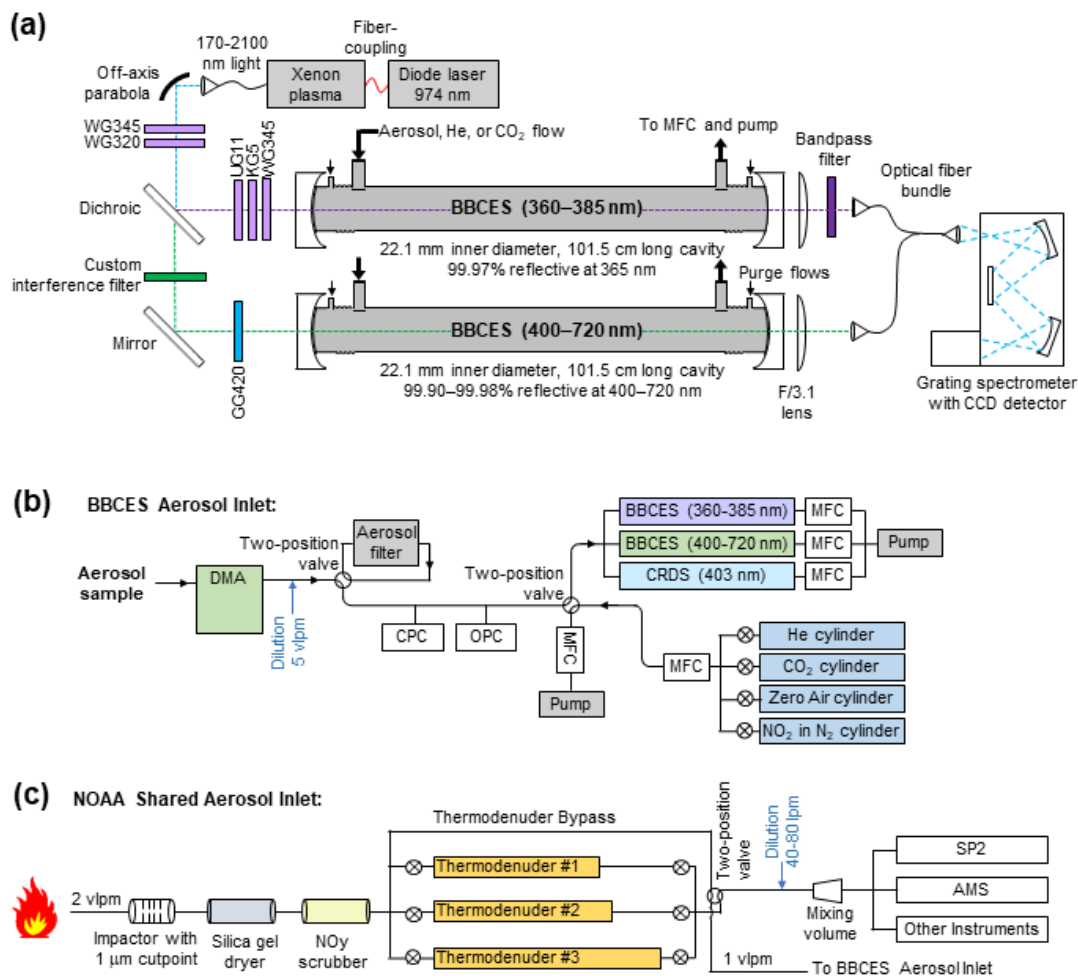 (a)
170-2100
nm light
Fiber-
coupling
Off-axis
parabola
Xenon
plasma
Diode laser
974 nm
WG345
WG320
UG11
KG5
WG345
Aerosol, He, or CO₂ flow
To MFC and pump
Bandpass
filter
Optical fiber
bundle
Dichroic
BBCES (360–385 nm)
22.1 mm inner diameter, 101.5 cm long cavity
99.97% reflective at 365 nm
Custom
interference filter
Purge flows
Mirror
GG420
BBCES (400–720 nm)
22.1 mm inner diameter, 101.5 cm long cavity
99.90–99.98% reflective at 400–720 nm
F/3.1
lens
Grating spectrometer
with CCD detector
(b)
BBCES Aerosol Inlet:
Aerosol
sample
DMA
Dilution
5 vlpm
Two-position
valve
Aerosol
filter
CPC
OPC
Two-position
valve
MFC
Pump
BBCES (360-385 nm)
MFC
BBCES (400-720 nm)
MFC
Pump
CRDS (403 nm)
MFC
MFC
He cylinder
CO₂ cylinder
Zero Air cylinder
NO₂ in N₂ cylinder
(c)
NOAA Shared Aerosol Inlet:
2 vlpm
Impactor with
1 μm cutpoint
Silica gel
dryer
NOy
scrubber
Thermodenuder Bypass
Thermodenuder #1
Thermodenuder #2
Thermodenuder #3
Two-position
valve
Dilution
40-80 lpm
Mixing
volume
SP2
AMS
Other Instruments
1 vlpm
To BBCES Aerosol Inlet